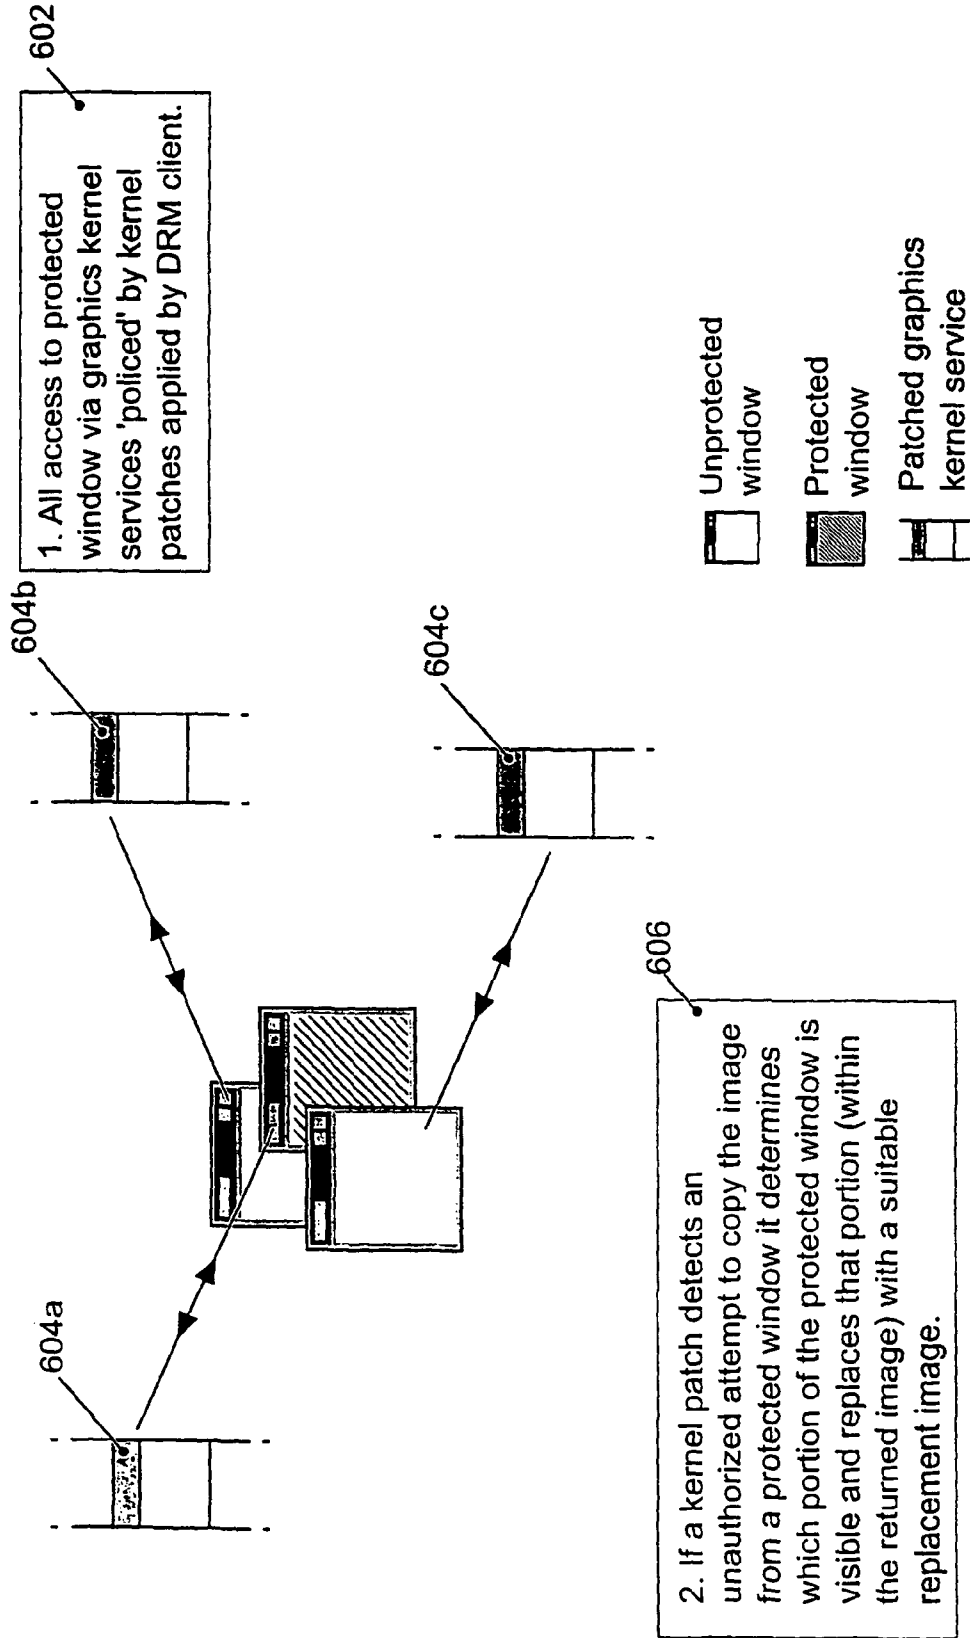 602
1. All access to protected
window via graphics kernel
services 'policed' by kernel
patches applied by DRM client.
604a
604b
604c
606
2. If a kernel patch detects an
unauthorized attempt to copy the image
from a protected window it determines
which portion of the protected window is
visible and replaces that portion (within
the returned image) with a suitable
replacement image.
Unprotected
window
Protected
window
Patched graphics
kernel service